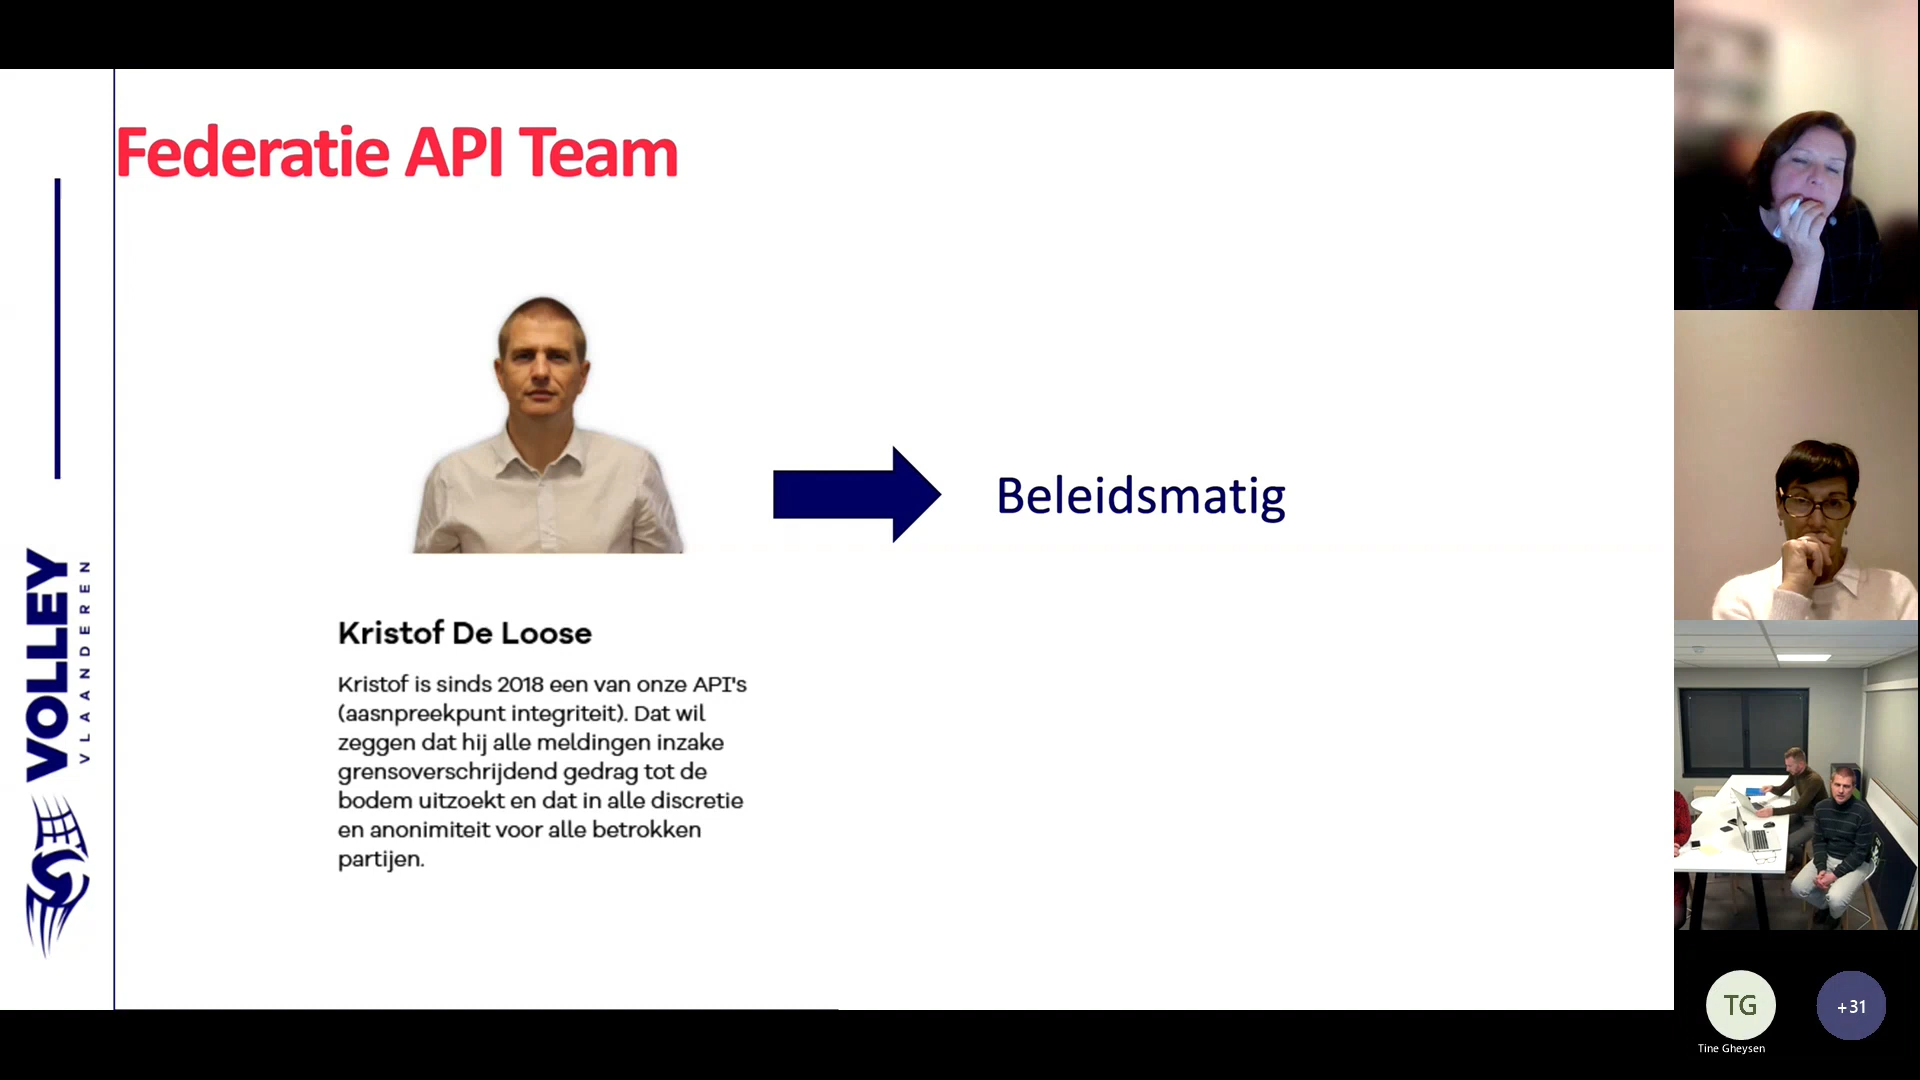 Federatie API Team
Beleidsmatig
Kristof De Loose
Kristof is sinds 2018 een van onze API's
(aasnpreekpunt integriteit). Dat wil
zeggen dat hij alle meldingen inzake
grensoverschrijdend gedrag tot de
bodem uitzoekt en dat in alle discretie
en anonimiteit voor alle betrokken
partijen.
VOLLEY
VLAANDEREN
TG
+31
Tine Gheysen